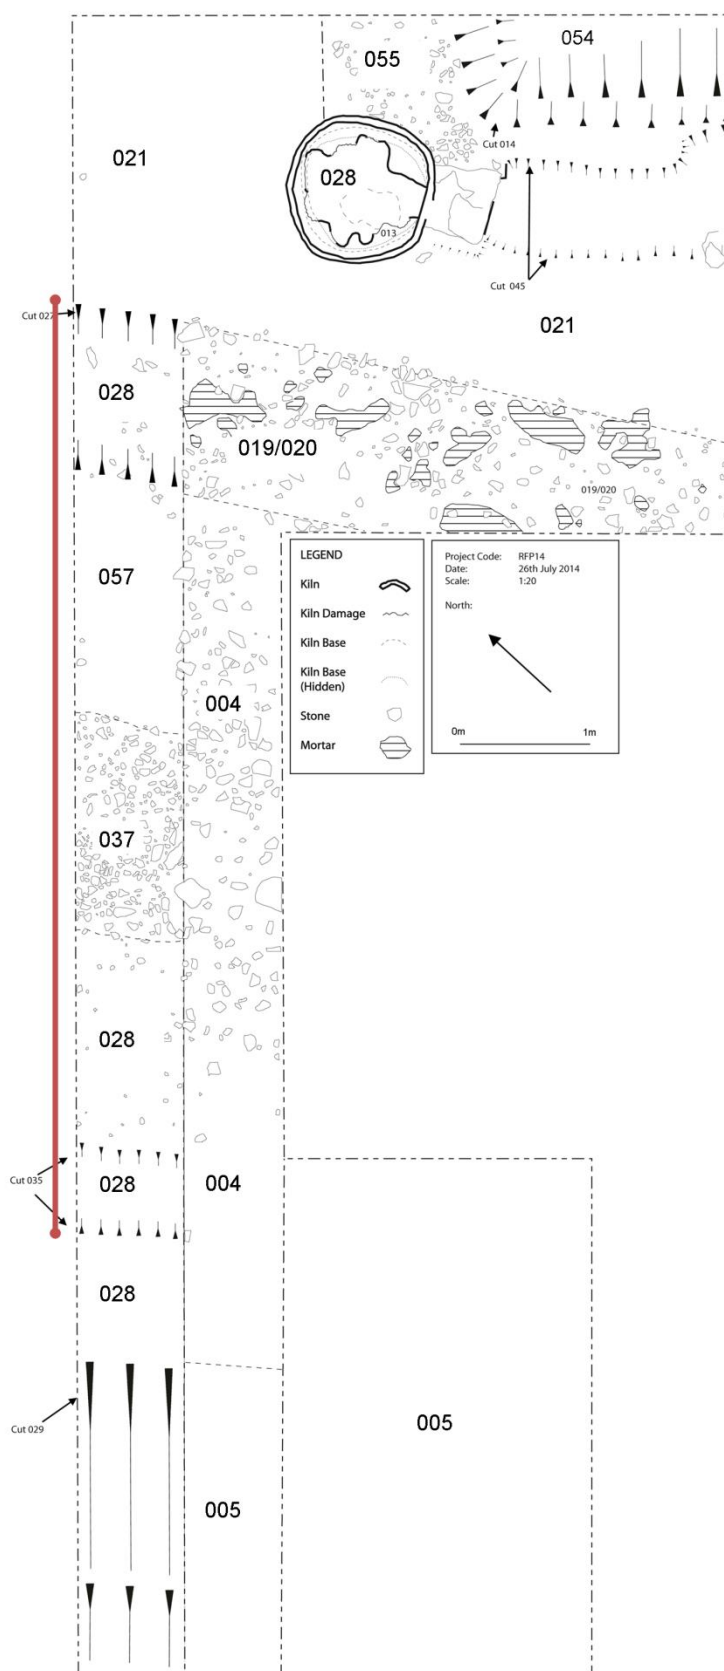 055
054
Cut 014
021
028
013
Cut 045
Cut 027
021
028
019/020
019/020
057
LEGEND
Kiln
Kiln Damage
Kiln Base
Kiln Base
(Hidden)
Stone
Mortar
Project Code: RFP14
Date: 26th July 2014
Scale: 1:20
North:
0m 1m
004
037
028
Cut 035
028
004
028
Cut 029
005
005